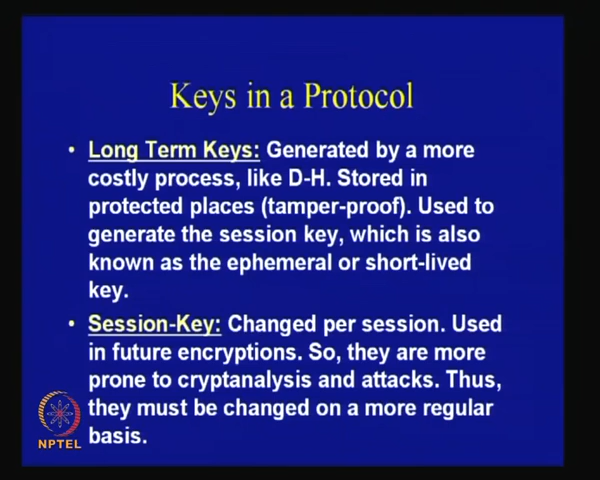 Keys in a Protocol
• Long Term Keys: Generated by a more
costly process, like D-H. Stored in
protected places (tamper-proof). Used to
generate the session key, which is also
known as the ephemeral or short-lived
key.
• Session-Key: Changed per session. Used
in future encryptions. So, they are more
prone to cryptanalysis and attacks. Thus,
they must be changed on a more regular
basis.
NPTEL